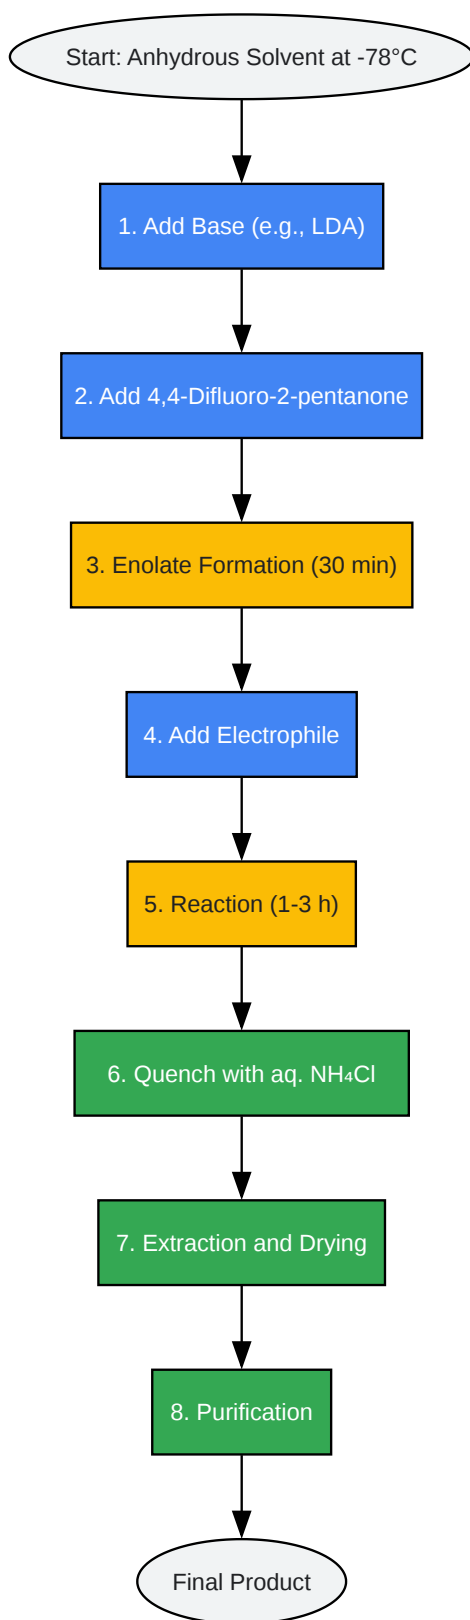 Start: Anhydrous Solvent at -78°C
1. Add Base (e.g., LDA)
2. Add 4,4-Difluoro-2-pentanone
3. Enolate Formation (30 min)
4. Add Electrophile
5. Reaction (1-3 h)
6. Quench with aq. NH₄Cl
7. Extraction and Drying
8. Purification
Final Product